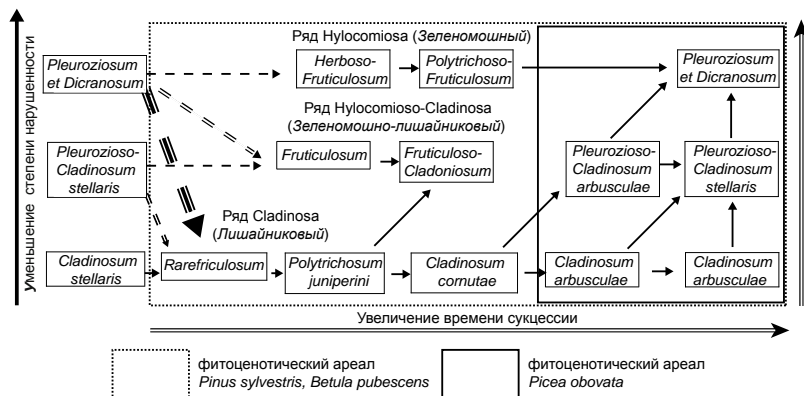 Уменьшение степени нарушенности
Ряд Hylocomiosa (Зеленомошный)
Pleuroziosum
et Dicranosum
Herboso-
Fruticulosum
Polytrichoso-
Fruticulosum
Pleuroziosum
et Dicranosum
Ряд Hylocomioso-Cladinosa
(Зеленомошно-лишайниковый)
Pleurozioso-
Cladinosum
stellaris
Fruticulosum
Fruticuloso-
Cladoniosum
Pleurozioso-
Cladinosum
arbusculae
Pleurozioso-
Cladinosum
stellaris
Ряд Cladinosa
(Лишайниковый)
Cladinosum
stellaris
Rarefriculosum
Polytrichosum
juniperini
Cladinosum
cornutae
Cladinosum
arbusculae
Cladinosum
arbusculae
Увеличение времени сукцессии
фитоценотический ареал
Pinus sylvestris, Betula pubescens
фитоценотический ареал
Picea obovata